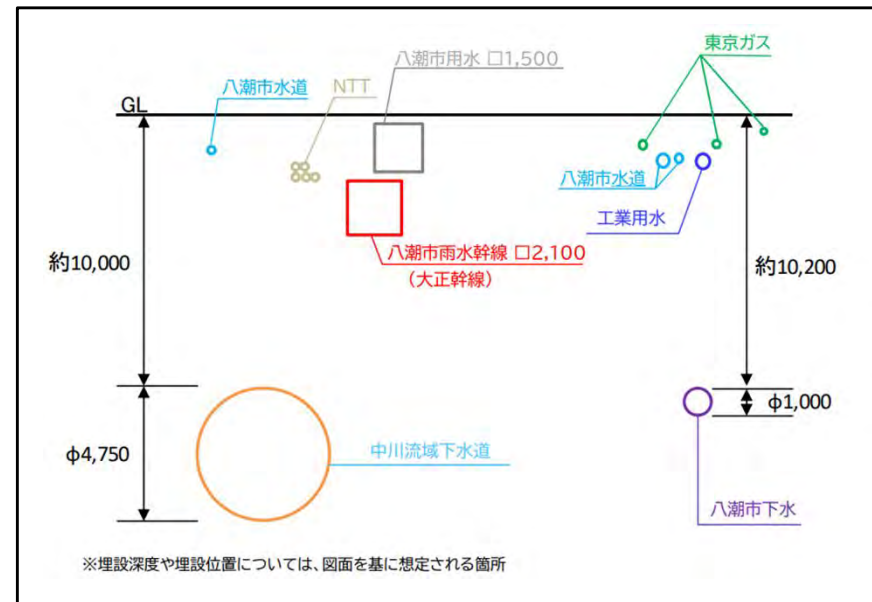 東京ガス
八潮市用水 □1,500
八潮市水道
NTT
GL
八潮市水道
工業用水
八潮市雨水幹線 □2,100
(大正幹線)
約10,000
約10,200
φ1,000
φ4,750
中川流域下水道
八潮市下水
※埋設深度や埋設位置については、図面を基に想定される箇所